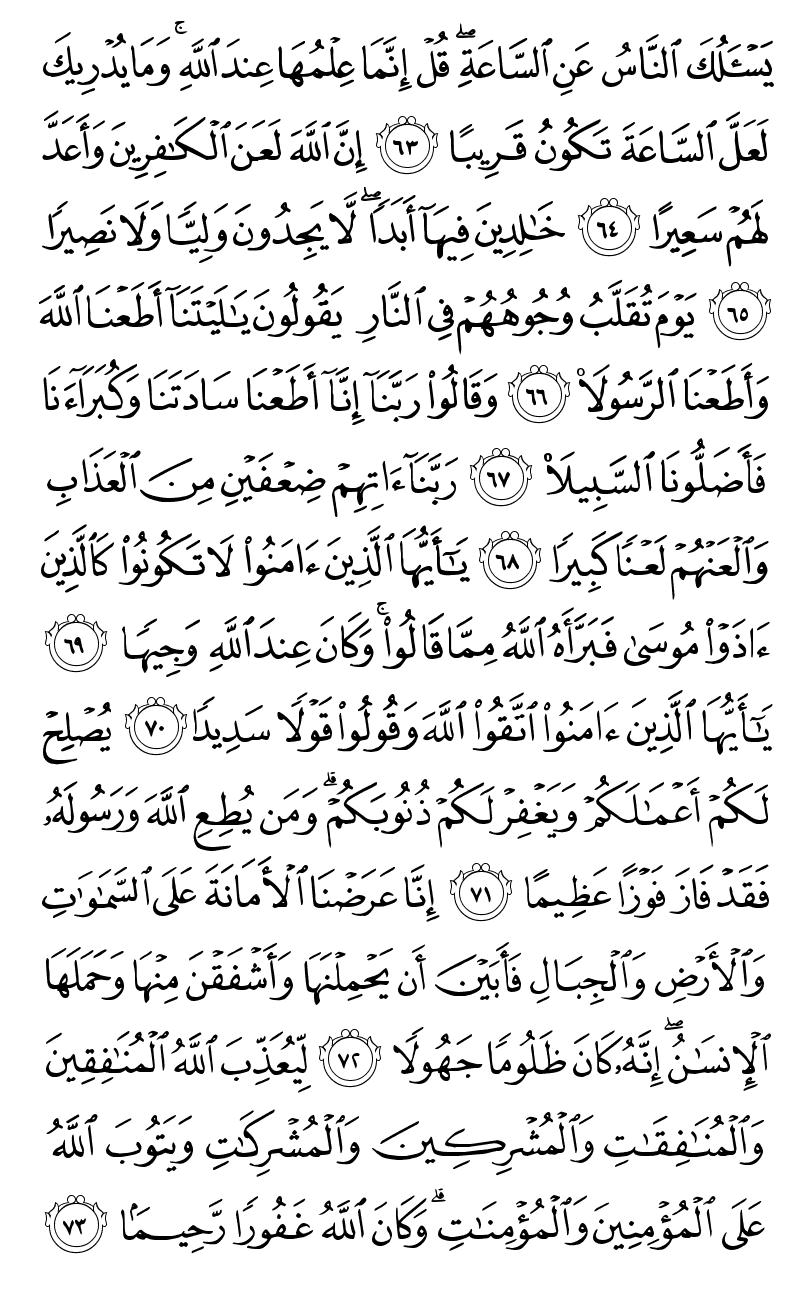 يَسْـَٔلُكَ ٱلنَّاسُ عَنِ ٱلسَّاعَةِۖ قُلْ إِنَّمَا عِلْمُهَا عِندَ ٱللَّهِۚ وَمَا يُدْرِيكَ
لَعَلَّ ٱلسَّاعَةَ تَكُونُ قَرِيبًا ٦٣ إِنَّ ٱللَّهَ لَعَنَ ٱلْكَٰفِرِينَ وَأَعَدَّ
لَهُمْ سَعِيرًا ٦٤ خَٰلِدِينَ فِيهَآ أَبَدًاۖ لَّا يَجِدُونَ وَلِيًّا وَلَا نَصِيرًا
٦٥ يَوْمَ تُقَلَّبُ وُجُوهُهُمْ فِي ٱلنَّارِ يَقُولُونَ يَٰلَيْتَنَآ أَطَعْنَا ٱللَّهَ
وَأَطَعْنَا ٱلرَّسُولَا۠ ٦٦ وَقَالُوا۟ رَبَّنَآ إِنَّآ أَطَعْنَا سَادَتَنَا وَكُبَرَآءَنَا
فَأَضَلُّونَا ٱلسَّبِيلَا۠ ٦٧ رَبَّنَآ ءَاتِهِمْ ضِعْفَيْنِ مِنَ ٱلْعَذَابِ
وَٱلْعَنْهُمْ لَعْنًا كَبِيرًا ٦٨ يَٰٓأَيُّهَا ٱلَّذِينَ ءَامَنُوا۟ لَا تَكُونُوا۟ كَٱلَّذِينَ
ءَاذَوْا۟ مُوسَىٰ فَبَرَّأَهُ ٱللَّهُ مِمَّا قَالُوا۟ۚ وَكَانَ عِندَ ٱللَّهِ وَجِيهًا ٦٩
يَٰٓأَيُّهَا ٱلَّذِينَ ءَامَنُوا۟ ٱتَّقُوا۟ ٱللَّهَ وَقُولُوا۟ قَوْلًا سَدِيدًا ٧٠ يُصْلِحْ
لَكُمْ أَعْمَٰلَكُمْ وَيَغْفِرْ لَكُمْ ذُنُوبَكُمْۗ وَمَن يُطِعِ ٱللَّهَ وَرَسُولَهُۥ
فَقَدْ فَازَ فَوْزًا عَظِيمًا ٧١ إِنَّا عَرَضْنَا ٱلْأَمَانَةَ عَلَى ٱلسَّمَٰوَٰتِ
وَٱلْأَرْضِ وَٱلْجِبَالِ فَأَبَيْنَ أَن يَحْمِلْنَهَا وَأَشْفَقْنَ مِنْهَا وَحَمَلَهَا
ٱلْإِنسَٰنُۖ إِنَّهُۥ كَانَ ظَلُومًا جَهُولًا ٧٢ لِّيُعَذِّبَ ٱللَّهُ ٱلْمُنَٰفِقِينَ
وَٱلْمُنَٰفِقَٰتِ وَٱلْمُشْرِكِينَ وَٱلْمُشْرِكَٰتِ وَيَتُوبَ ٱللَّهُ
عَلَى ٱلْمُؤْمِنِينَ وَٱلْمُؤْمِنَٰتِۗ وَكَانَ ٱللَّهُ غَفُورًا رَّحِيمًۢا ٧٣